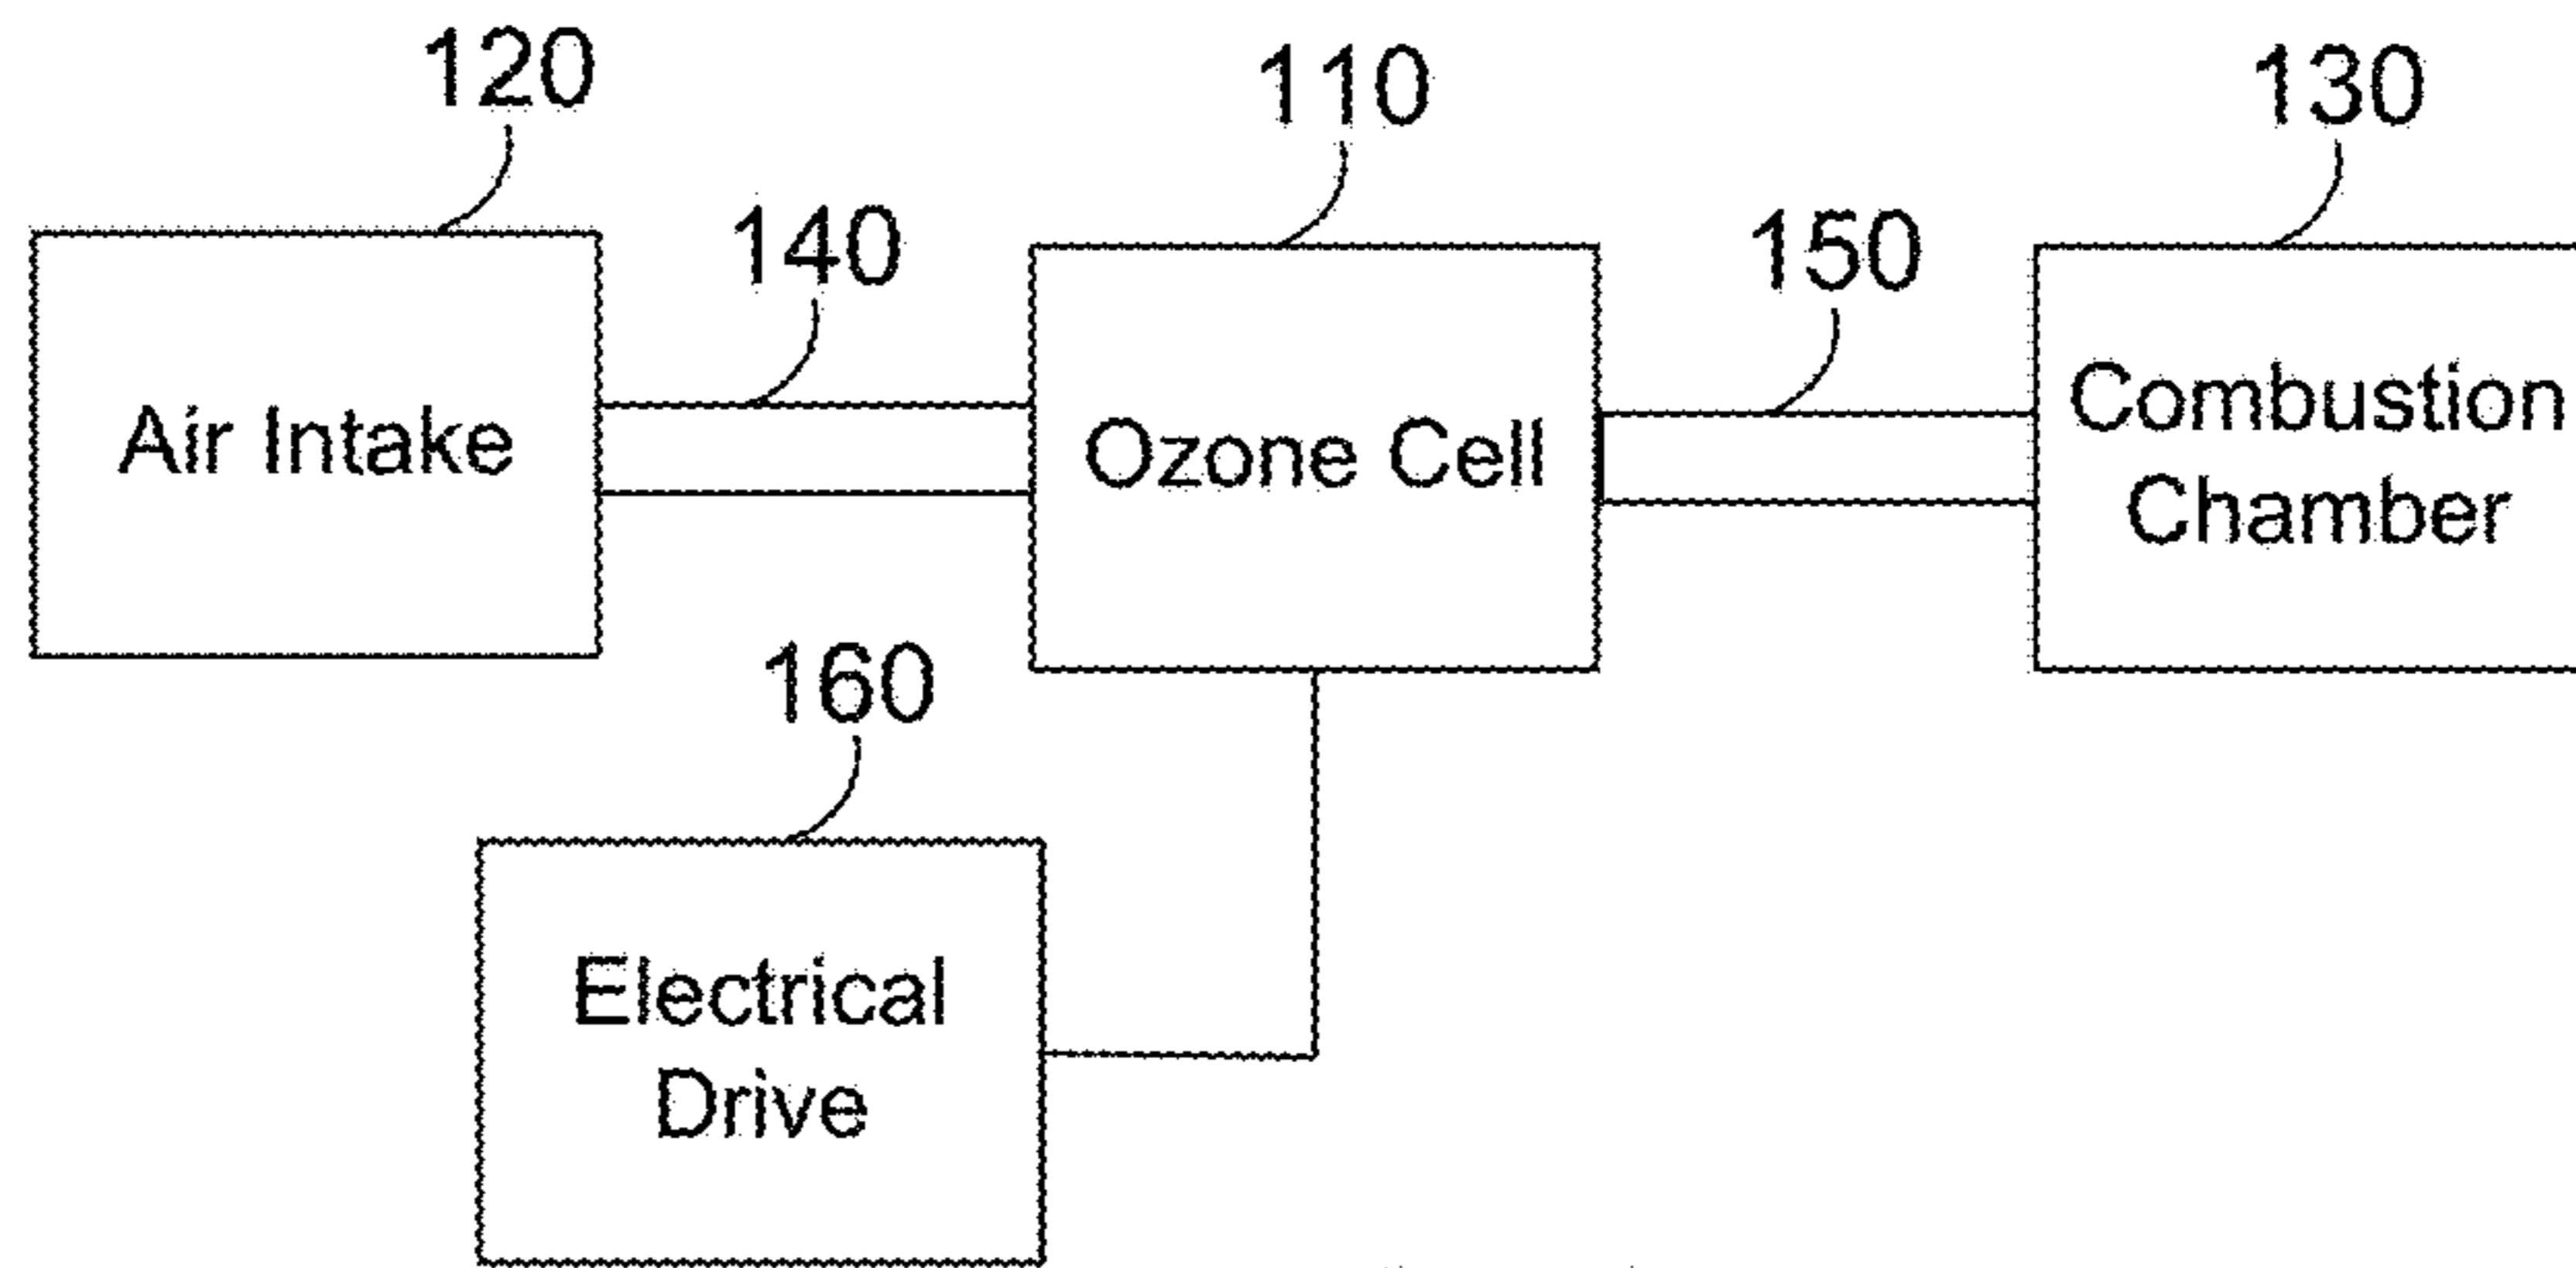 120
110
130
140
150
Air Intake
Ozone Cell
Combustion
Chamber
160
Electrical
Drive